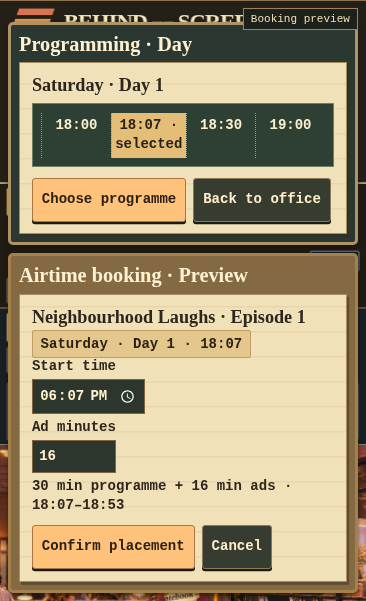 BEHIND
Booking preview
Programming · Day
Saturday · Day 1
18:00
18:07 ·
selected
18:30
19:00
Choose programme
Back to office
Airtime booking · Preview
Neighbourhood Laughs · Episode 1
Saturday · Day 1 · 18:07
Start time
06:07 PM
Ad minutes
16
30 min programme + 16 min ads ·
18:07–18:53
Confirm placement
Cancel